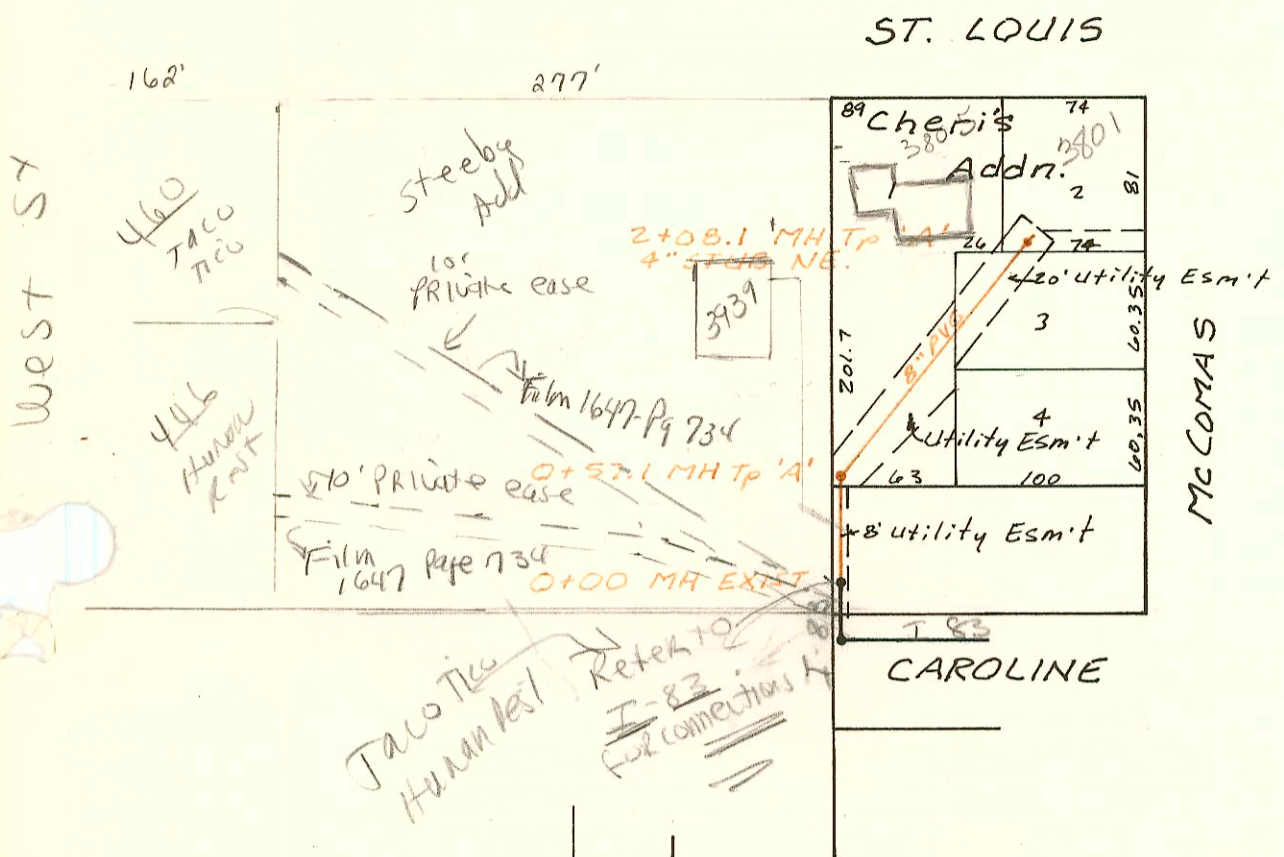 ST. LOUIS
162'
277'
89
74
Cheri's
Addn.
3801
2
81
26
74
West St
460
TACO
TICO
Steeby
Add
10'
PRIVATE ease
2+08.1 'MH Tp 'A'
4" STUB NE.
3939
20' Utility Esm't
3
60.35
8" PVC
201.7
McCOMAS
446
Hunan
Rest
Film 1647-Pg 734
4
Utility Esm't
60,35
0+57.1 MH Tp 'A'
63
100
10' PRIVATE ease
8' Utility Esm't
Film
1647 Page 734
0+00 MH EXIST
I 83
CAROLINE
Taco Tico
Hunan Rest
Refer to
I-83
For connections